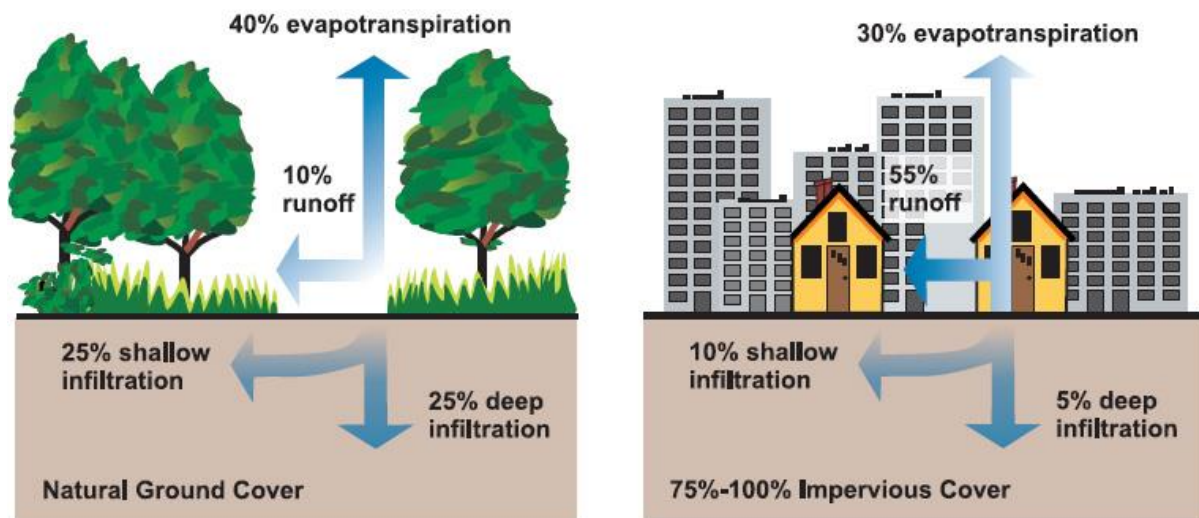 40% evapotranspiration
10%
runoff
25% shallow
infiltration
25% deep
infiltration
Natural Ground Cover
30% evapotranspiration
55%
runoff
10% shallow
infiltration
5% deep
infiltration
75%-100% Impervious Cover